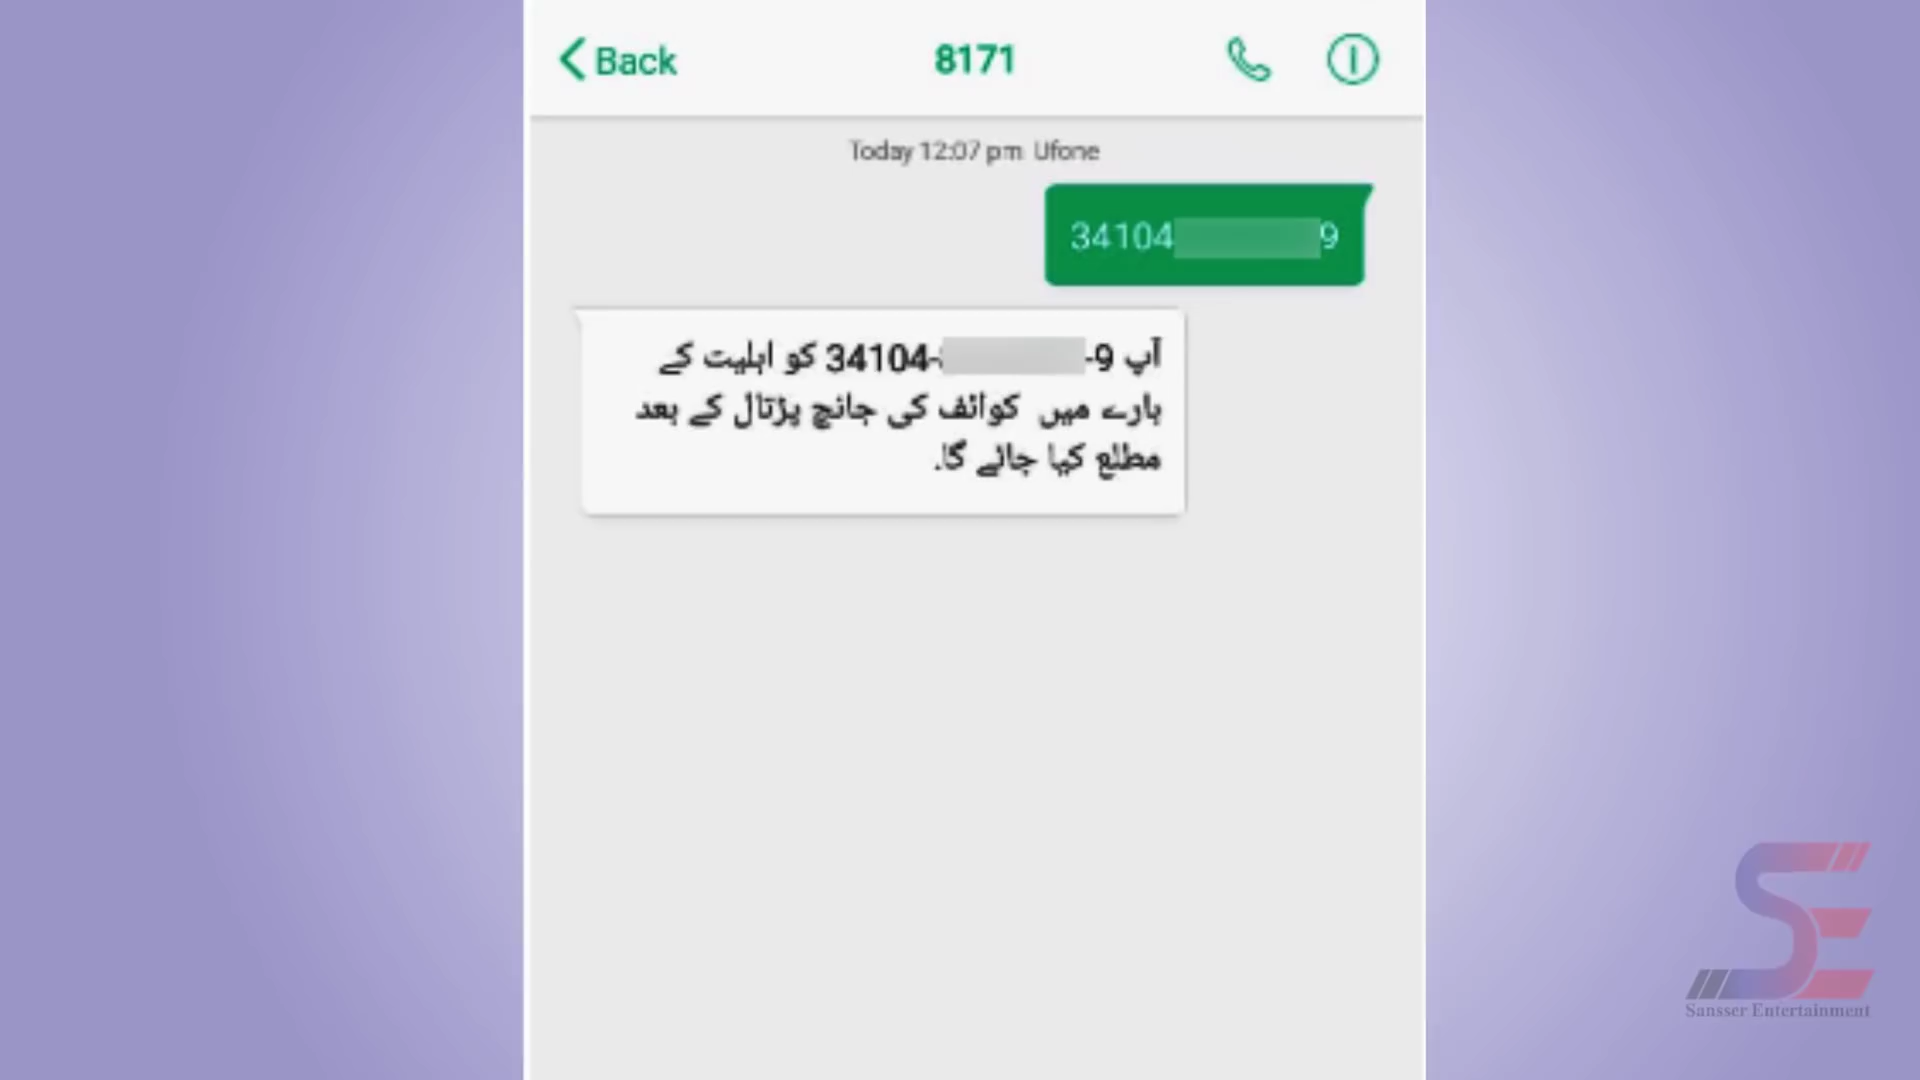 Back
8171
Today 12:07 pm Ufone
34104 9
آپ 34104- -9 کو اہلیت کے
بارے میں کوائف کی جانچ پڑتال کے بعد
مطلع کیا جائے گا.
SE
Sansser Entertainment